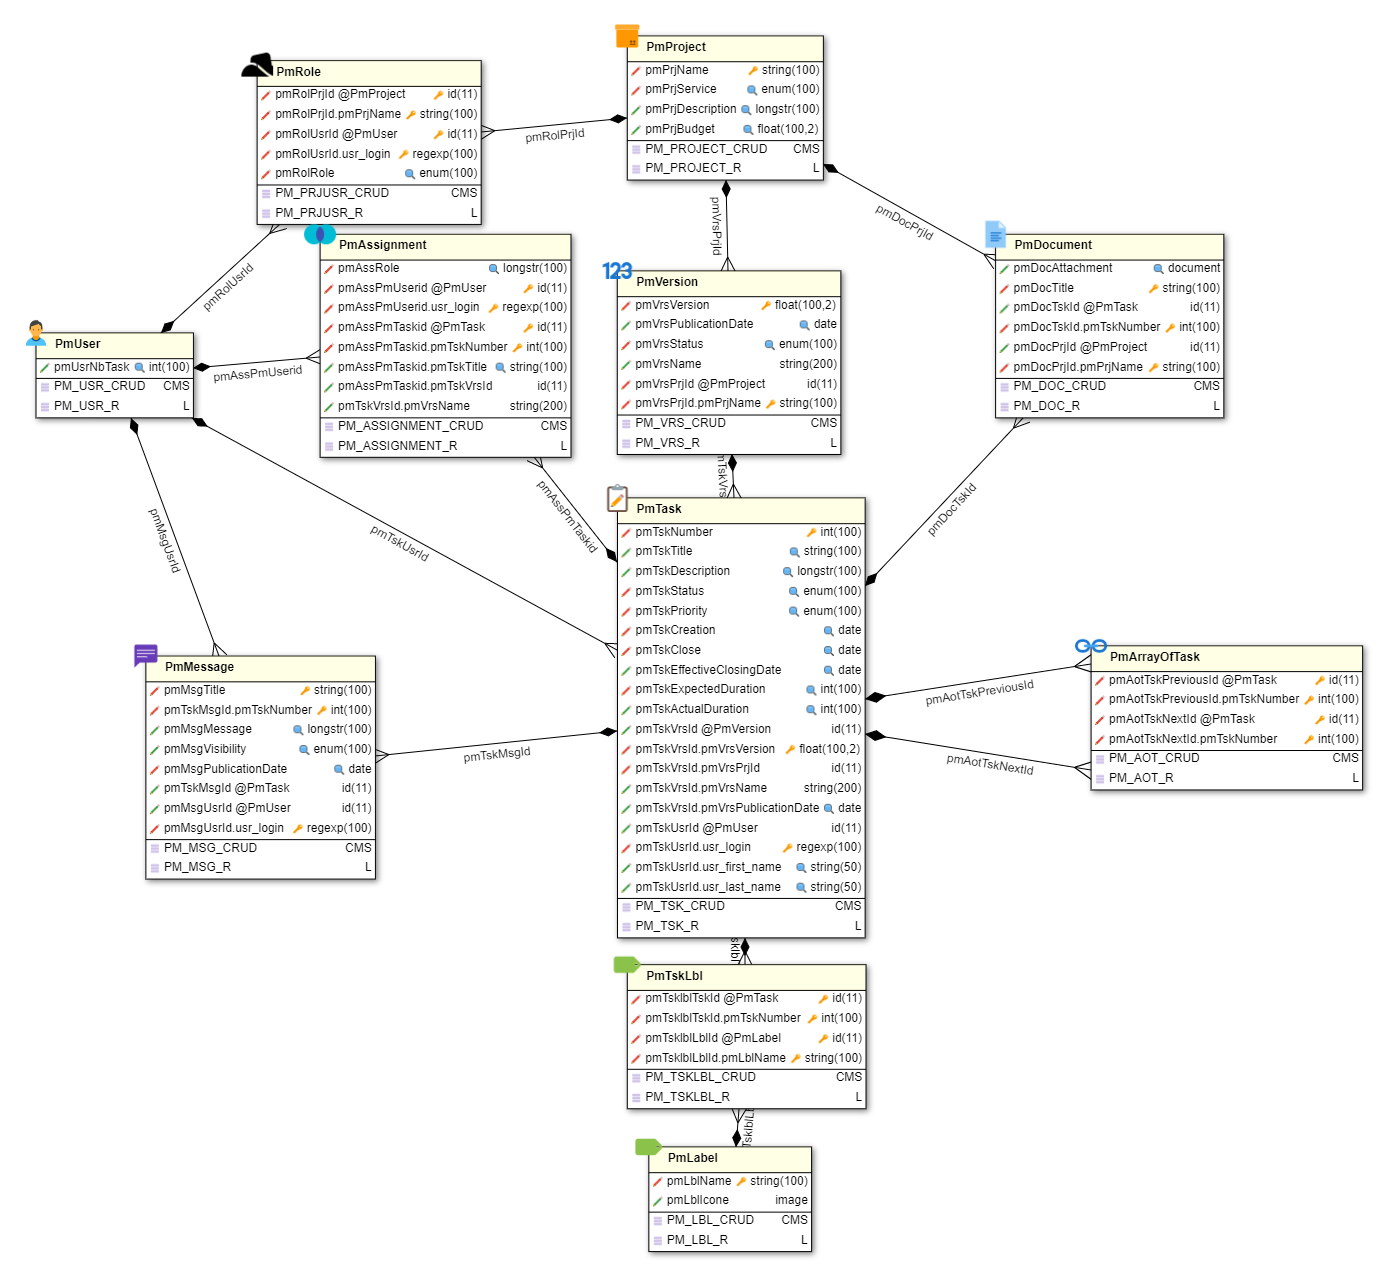 PmProject
pmPrjName string(100)
pmPrjService enum(100)
pmPrjDescription longstr(100)
pmPrjBudget float(100,2)
PM_PROJECT_CRUD CMS
PM_PROJECT_R L
PmRole
pmRolPrjId @PmProject id(11)
pmRolPrjId.pmPrjName string(100)
pmRolUsrId @PmUser id(11)
pmRolUsrId.usr_login regexp(100)
pmRolRole enum(100)
PM_PRJUSR_CRUD CMS
PM_PRJUSR_R L
pmRolPrjId
pmVrsPrjId
pmDocPrjId
pmRolUsrId
PmAssignment
pmAssRole longstr(100)
pmAssPmUserid @PmUser id(11)
pmAssPmUserid.usr_login regexp(100)
pmAssPmTaskid @PmTask id(11)
pmAssPmTaskid.pmTskNumber int(100)
pmAssPmTaskid.pmTskTitle string(100)
pmAssPmTaskid.pmTskVrsId id(11)
pmTskVrsId.pmVrsName string(200)
PM_ASSIGNMENT_CRUD CMS
PM_ASSIGNMENT_R L
123
PmVersion
pmVrsVersion float(100,2)
pmVrsPublicationDate date
pmVrsStatus enum(100)
pmVrsName string(200)
pmVrsPrjId @PmProject id(11)
pmVrsPrjId.pmPrjName string(100)
PM_VRS_CRUD CMS
PM_VRS_R L
PmDocument
pmDocAttachment document
pmDocTitle string(100)
pmDocTskId @PmTask id(11)
pmDocTskId.pmTskNumber int(100)
pmDocPrjId @PmProject id(11)
pmDocPrjId.pmPrjName string(100)
PM_DOC_CRUD CMS
PM_DOC_R L
PmUser
pmUsrNbTask int(100)
PM_USR_CRUD CMS
PM_USR_R L
pmAssPmUserid
pmAssPmTaskid
mTskVrs
pmDocTskId
pmMsgUsrId
pmTskUsrId
PmTask
pmTskNumber int(100)
pmTskTitle string(100)
pmTskDescription longstr(100)
pmTskStatus enum(100)
pmTskPriority enum(100)
pmTskCreation date
pmTskClose date
pmTskEffectiveClosingDate date
pmTskExpectedDuration int(100)
pmTskActualDuration int(100)
pmTskVrsId @PmVersion id(11)
pmTskVrsId.pmVrsVersion float(100,2)
pmTskVrsId.pmVrsPrjId id(11)
pmTskVrsId.pmVrsName string(200)
pmTskVrsId.pmVrsPublicationDate date
pmTskUsrId @PmUser id(11)
pmTskUsrId.usr_login regexp(100)
pmTskUsrId.usr_first_name string(50)
pmTskUsrId.usr_last_name string(50)
PM_TSK_CRUD CMS
PM_TSK_R L
PmMessage
pmMsgTitle string(100)
pmTskMsgId.pmTskNumber int(100)
pmMsgMessage longstr(100)
pmMsgVisibility enum(100)
pmMsgPublicationDate date
pmTskMsgId @PmTask id(11)
pmMsgUsrId @PmUser id(11)
pmMsgUsrId.usr_login regexp(100)
PM_MSG_CRUD CMS
PM_MSG_R L
pmTskMsgId
pmAotTskPreviousId
pmAotTskNextId
PmArrayOfTask
pmAotTskPreviousId @PmTask id(11)
pmAotTskPreviousId.pmTskNumber int(100)
pmAotTskNextId @PmTask id(11)
pmAotTskNextId.pmTskNumber int(100)
PM_AOT_CRUD CMS
PM_AOT_R L
PmTskLbl
pmTsklblTskId @PmTask id(11)
pmTsklblTskId.pmTskNumber int(100)
pmTsklblLblId @PmLabel id(11)
pmTsklblLblId.pmLblName string(100)
PM_TSKLBL_CRUD CMS
PM_TSKLBL_R L
PmLabel
pmLblName string(100)
pmLblIcone image
PM_LBL_CRUD CMS
PM_LBL_R L